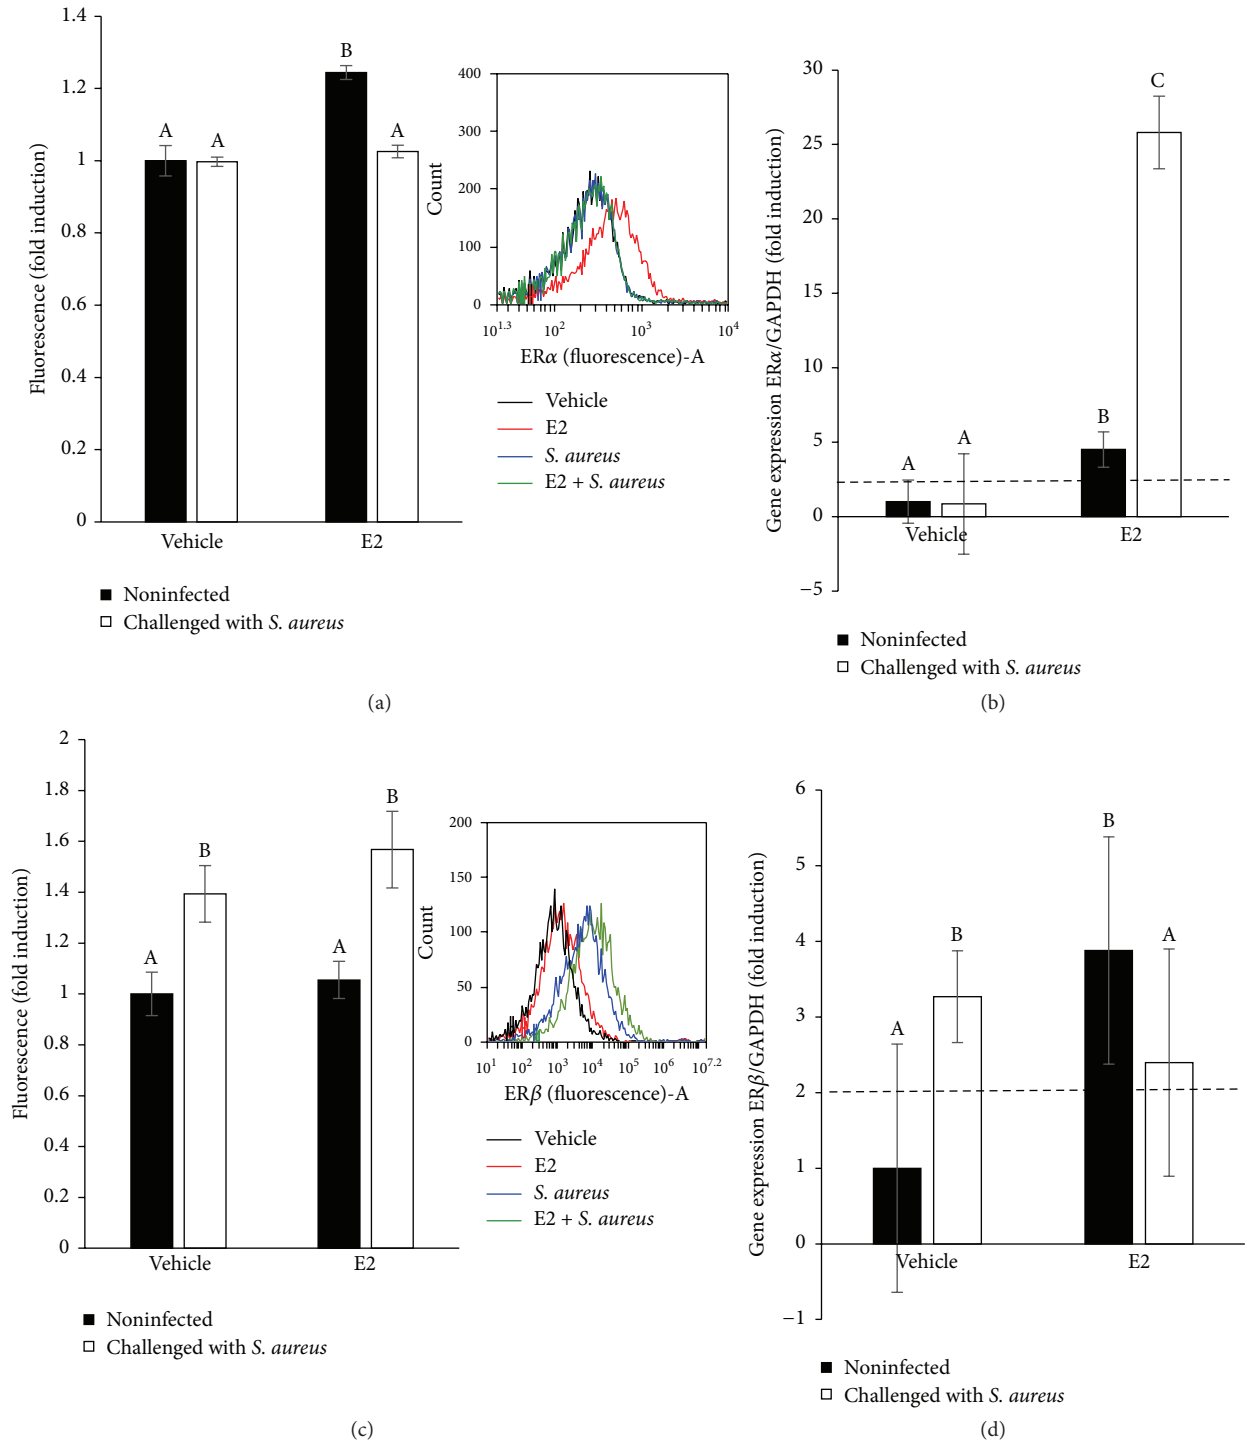 1.4
1.2
1
0.8
0.6
0.4
0.2
0
Fluorescence (fold induction)
A
A
B
A
Vehicle
E2
Noninfected
Challenged with S. aureus
400
300
200
100
0
Count
10^1.3
10^2
10^3
10^4
ERα (fluorescence)-A
Vehicle
E2
S. aureus
E2 + S. aureus
(a)
30
25
20
15
10
5
0
−5
Gene expression ERα/GAPDH (fold induction)
A
A
B
C
Vehicle
E2
Noninfected
Challenged with S. aureus
(b)
2
1.8
1.6
1.4
1.2
1
0.8
0.6
0.4
0.2
0
Fluorescence (fold induction)
A
B
A
B
Vehicle
E2
Noninfected
Challenged with S. aureus
200
150
100
50
0
Count
10^1
10^2
10^3
10^4
10^5
10^6
10^7.2
ERβ (fluorescence)-A
Vehicle
E2
S. aureus
E2 + S. aureus
(c)
6
5
4
3
2
1
0
−1
Gene expression ERβ/GAPDH (fold induction)
A
B
B
A
Vehicle
E2
Noninfected
Challenged with S. aureus
(d)